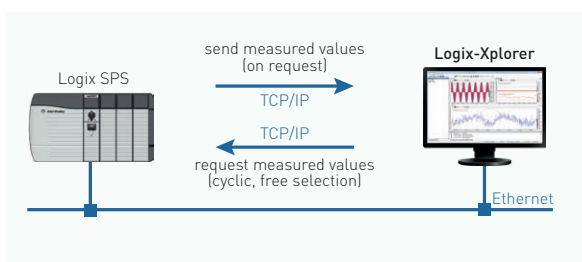 send measured values
(on request)
Logix-Xplorer
Logix SPS
TCP/IP
TCP/IP
request measured values
(cyclic, free selection)
Ethernet